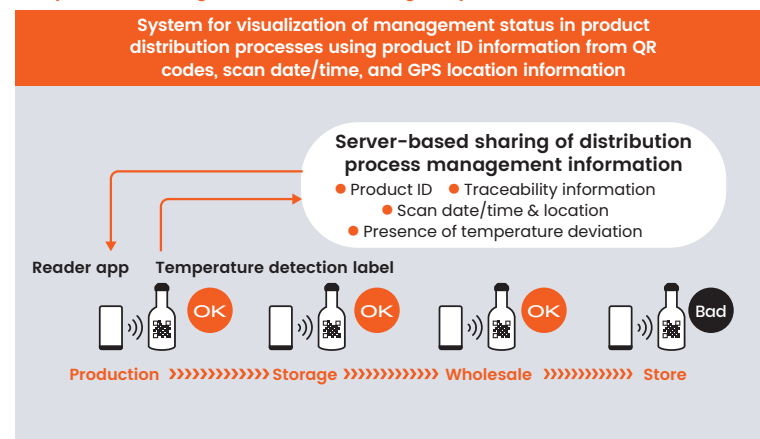 System for visualization of management status in product
distribution processes using product ID information from QR
codes, scan date/time, and GPS location information
Server-based sharing of distribution
process management information
● Product ID ● Traceability information
● Scan date/time & location
● Presence of temperature deviation
Reader app Temperature detection label
OK OK OK Bad
Production Storage Wholesale Store